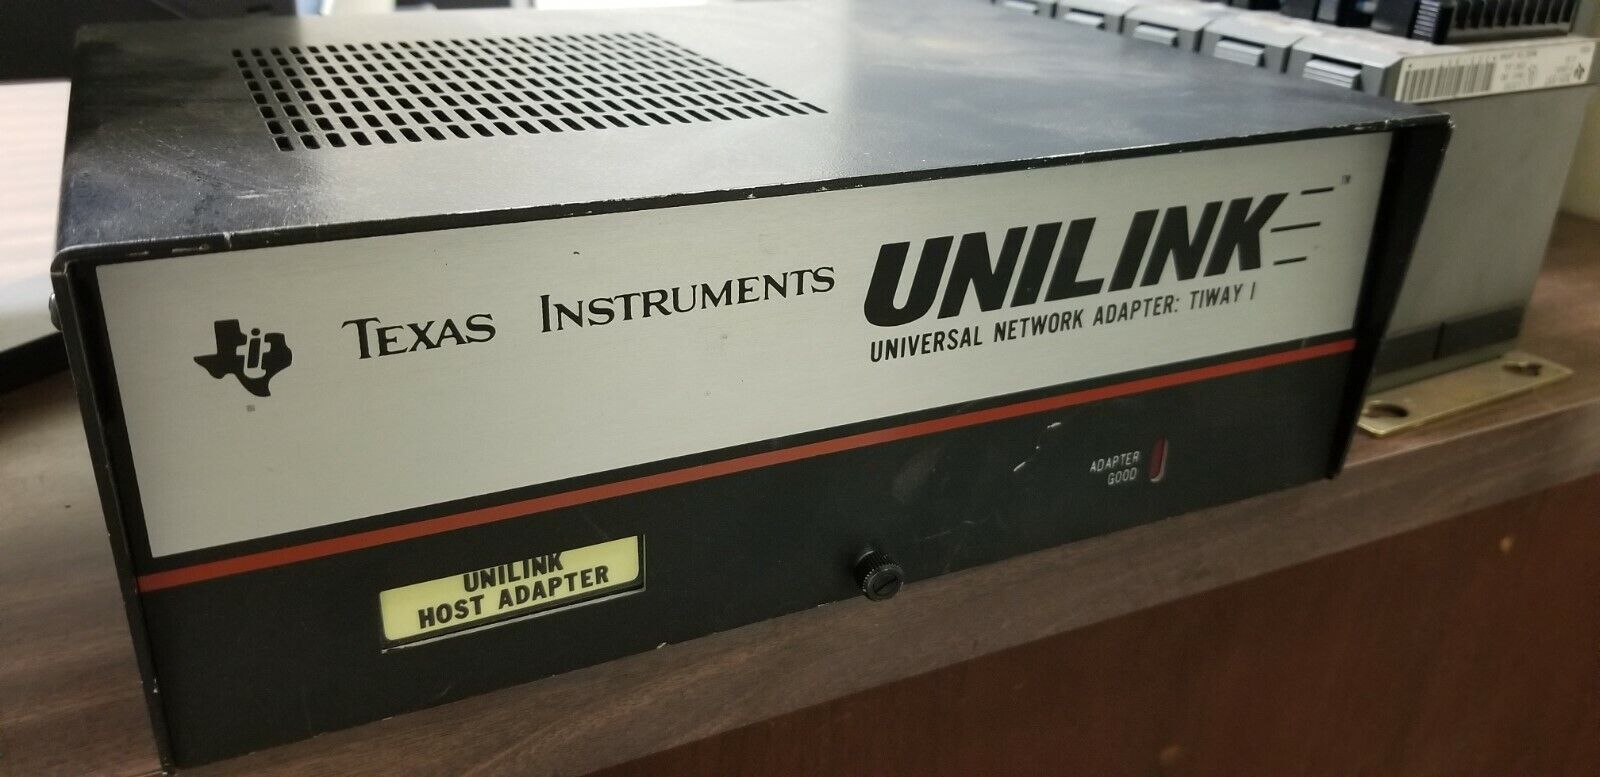 TEXAS INSTRUMENTS
UNILINK™
UNIVERSAL NETWORK ADAPTER: TIWAY I
ADAPTER
GOOD
UNILINK
HOST ADAPTER